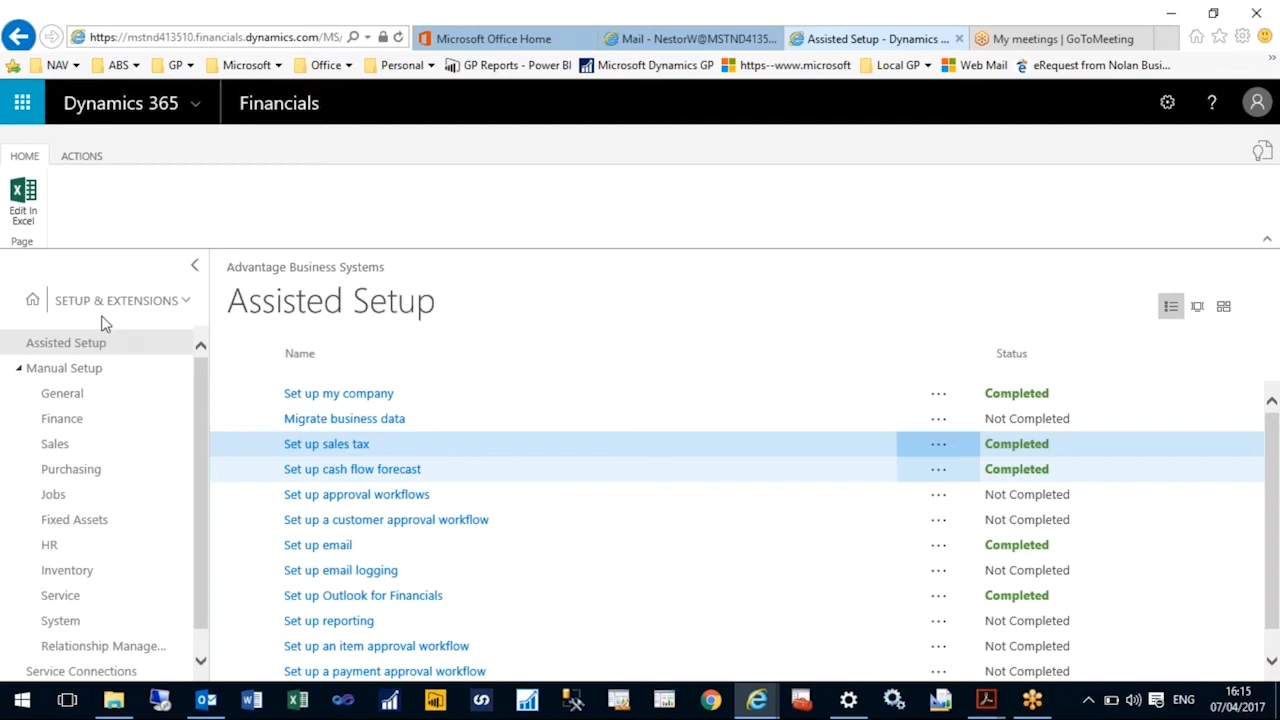 https://mstnd413510.financials.dynamics.com/MS/
Microsoft Office Home
Mail - NestorW@MSTND4135...
Assisted Setup - Dynamics ...
My meetings | GoToMeeting
NAV
ABS
GP
Microsoft
Office
Personal
GP Reports - Power BI
Microsoft Dynamics GP
https--www.microsoft
Local GP
Web Mail
eRequest from Nolan Busi...
Dynamics 365
Financials
?
HOME
ACTIONS
Edit In
Excel
Page
Advantage Business Systems
SETUP & EXTENSIONS
Assisted Setup
Name
Status
Assisted Setup
Manual Setup
General
Finance
Sales
Purchasing
Jobs
Fixed Assets
HR
Inventory
Service
System
Relationship Manage...
Service Connections
Set up my company ... Completed
Migrate business data ... Not Completed
Set up sales tax ... Completed
Set up cash flow forecast ... Completed
Set up approval workflows ... Not Completed
Set up a customer approval workflow ... Not Completed
Set up email ... Completed
Set up email logging ... Not Completed
Set up Outlook for Financials ... Completed
Set up reporting ... Not Completed
Set up an item approval workflow ... Not Completed
Set up a payment approval workflow ... Not Completed
ENG
16:15
07/04/2017